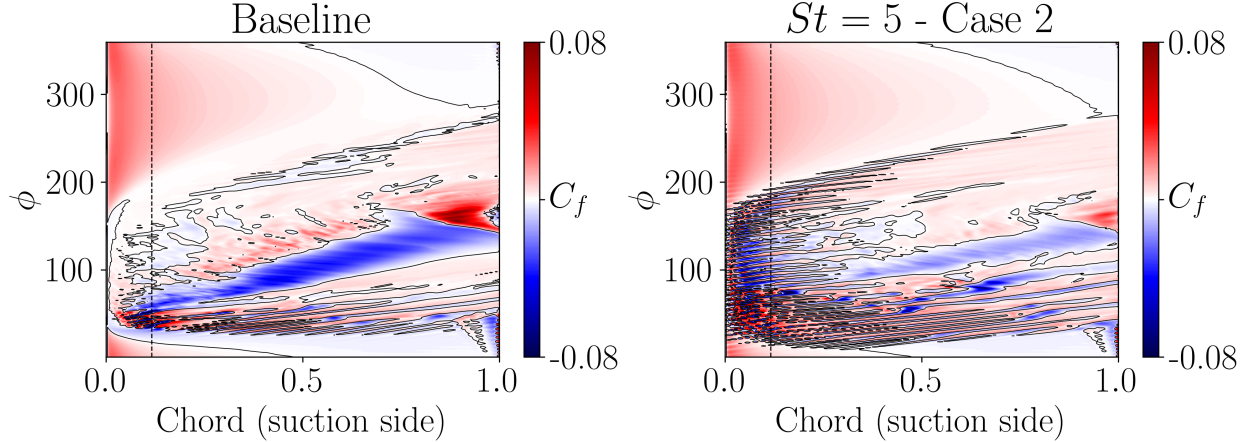 Baseline
0.08
300
200
100
ϕ
C_f
-0.08
0.0
0.5
1.0
Chord (suction side)
St = 5 - Case 2
0.08
300
200
100
ϕ
C_f
-0.08
0.0
0.5
1.0
Chord (suction side)